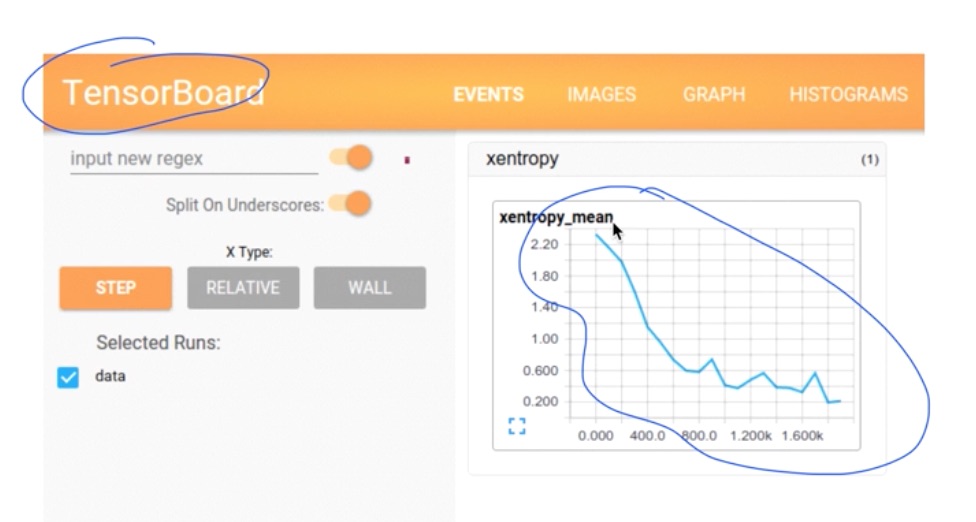 TensorBoard
EVENTS IMAGES GRAPH HISTOGRAMS
input new regex
Split On Underscores:
X Type:
STEP RELATIVE WALL
Selected Runs:
data
xentropy (1)
xentropy_mean
2.20
1.80
1.40
1.00
0.600
0.200
0.000 400.0 800.0 1.200k 1.600k